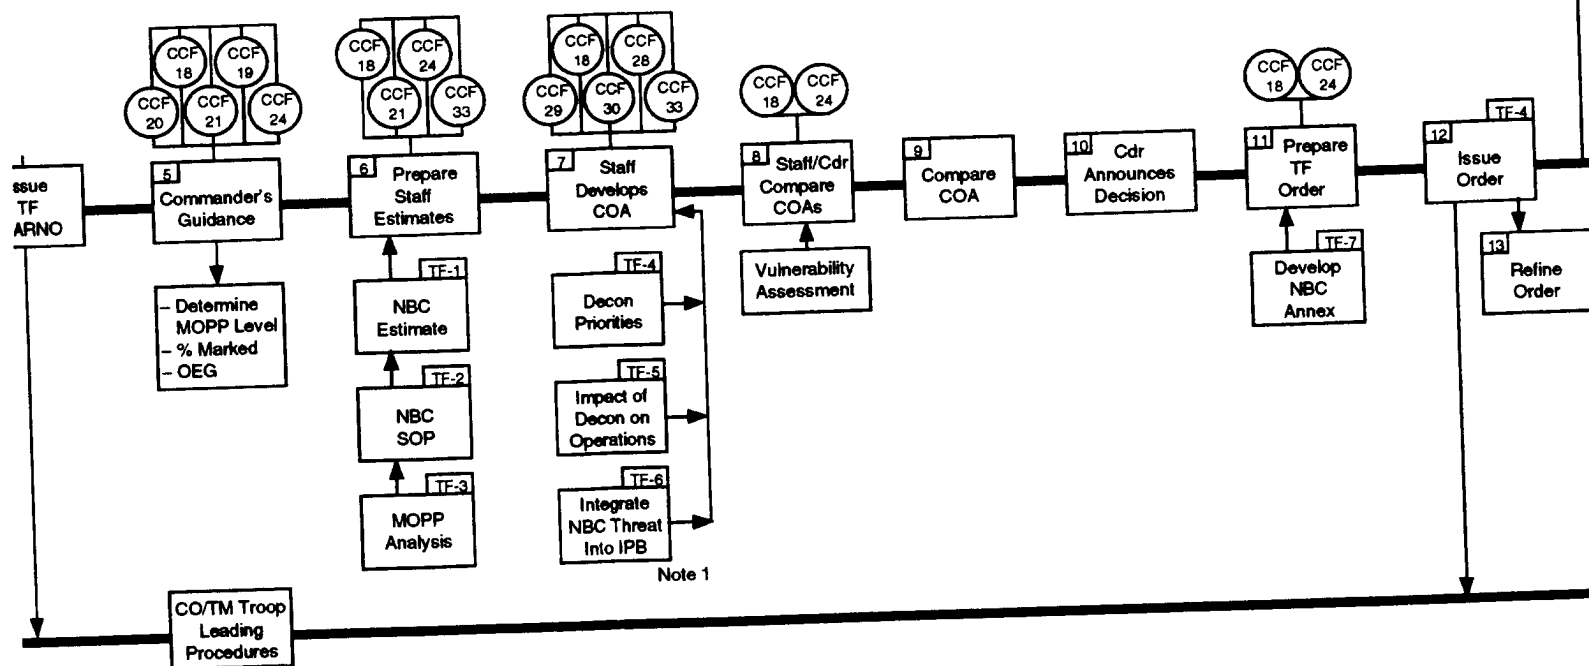 CCF
18
CCF
19
CCF
20
CCF
21
CCF
24
CCF
18
CCF
24
CCF
21
CCF
33
CCF
18
CCF
28
CCF
29
CCF
30
CCF
33
CCF
18
CCF
24
CCF
18
CCF
24
ssue
TF
ARNO
5
Commander's
Guidance
6
Prepare
Staff
Estimates
7
Staff
Develops
COA
8
Staff/Cdr
Compare
COAs
9
Compare
COA
10
Cdr
Announces
Decision
11
Prepare
TF
Order
TF-4
12
Issue
Order
– Determine
MOPP Level
– % Marked
– OEG
TF-1
NBC
Estimate
TF-2
NBC
SOP
TF-3
MOPP
Analysis
TF-4
Decon
Priorities
TF-5
Impact of
Decon on
Operations
TF-6
Integrate
NBC Threat
Into IPB
Note 1
Vulnerability
Assessment
TF-7
Develop
NBC
Annex
13
Refine
Order
CO/TM Troop
Leading
Procedures